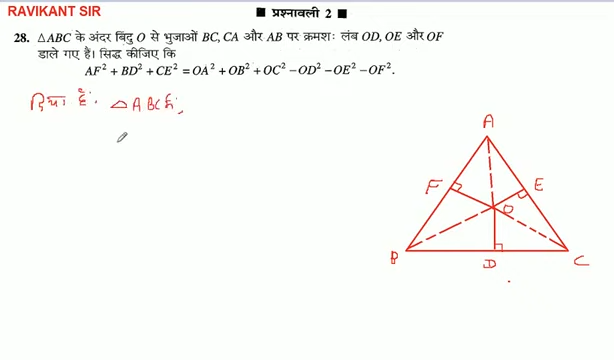 RAVIKANT SIR
■ प्रश्नावली 2 ■
28. △ABC के अंदर बिंदु O से भुजाओं BC, CA और AB पर क्रमशः लंब OD, OE और OF
डाले गए हैं। सिद्ध कीजिए कि
AF² + BD² + CE² = OA² + OB² + OC² – OD² – OE² – OF².
दिया है: △ ABC है,
A
F
E
O
B
D
C